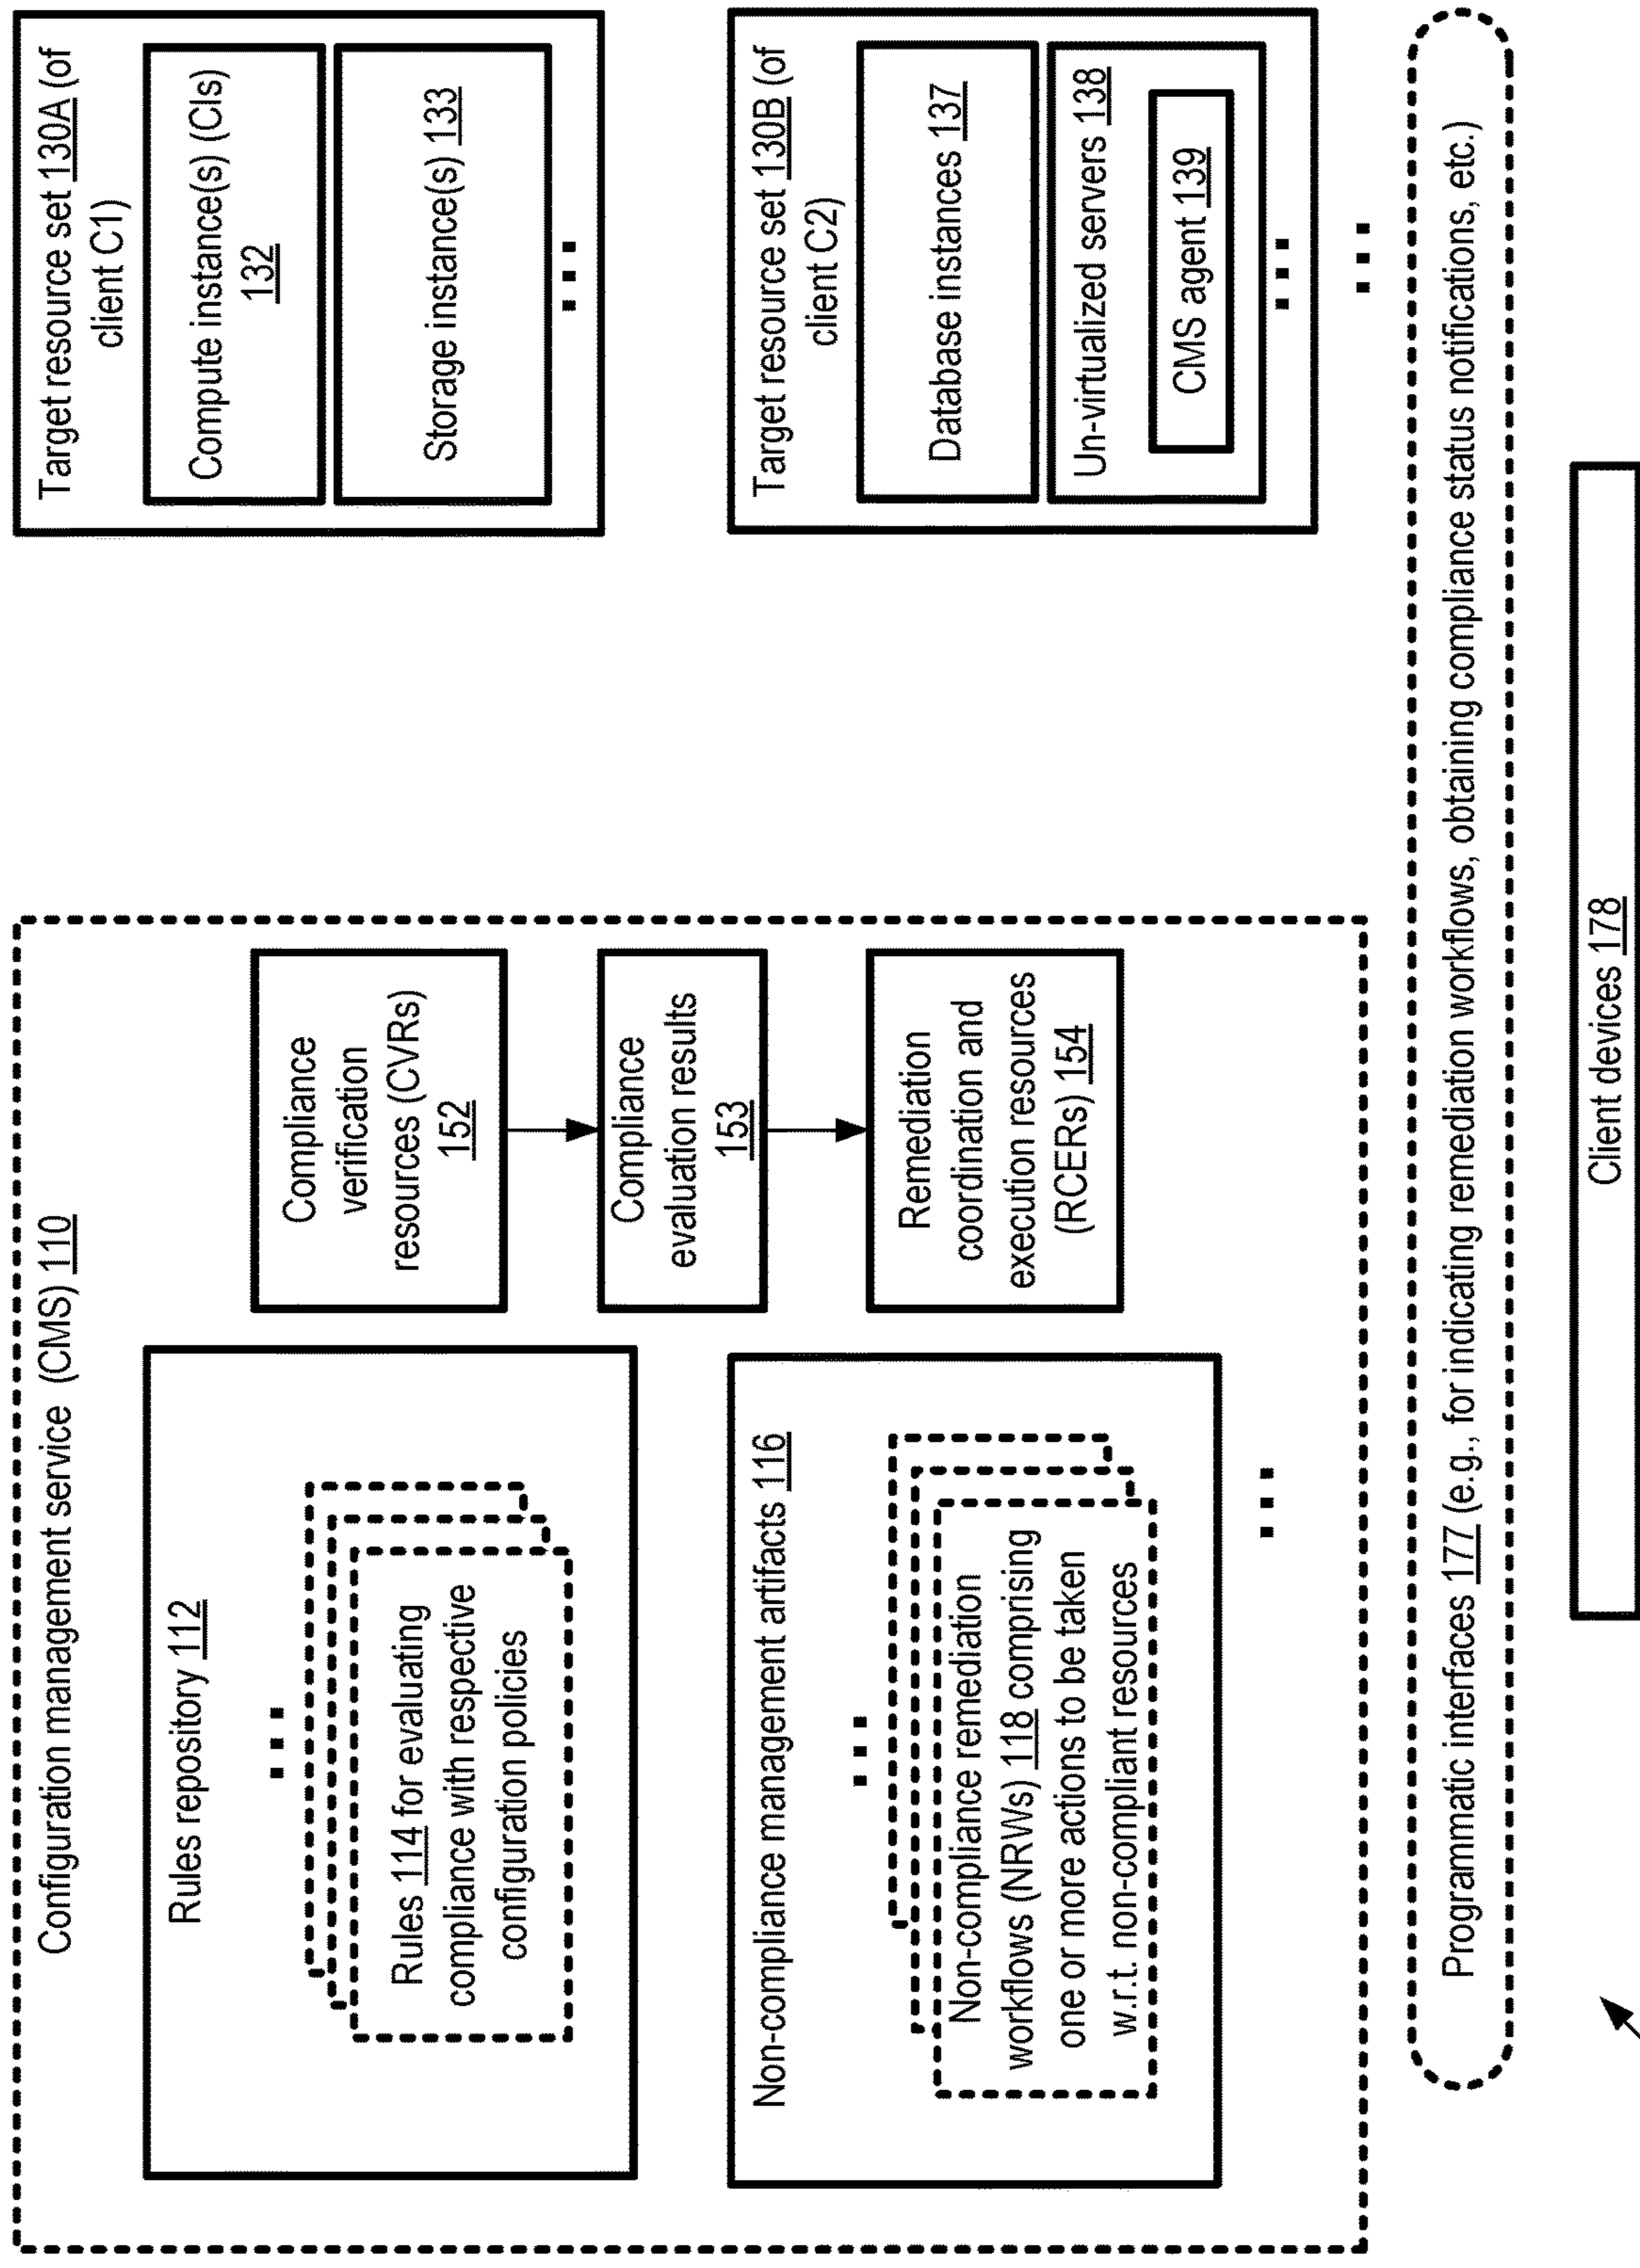 Configuration management service (CMS) 110
Rules repository 112
Rules 114 for evaluating
compliance with respective
configuration policies
Non-compliance management artifacts 116
Non-compliance remediation
workflows (NRWs) 118 comprising
one or more actions to be taken
w.r.t. non-compliant resources
Compliance
verification
resources (CVRs)
152
Compliance
evaluation results
153
Remediation
coordination and
execution resources
(RCERs) 154
Target resource set 130A (of
client C1)
Compute instance(s) (CIs)
132
Storage instance(s) 133
Target resource set 130B (of
client C2)
Database instances 137
Un-virtualized servers 138
CMS agent 139
Programmatic interfaces 177 (e.g., for indicating remediation workflows, obtaining compliance status notifications, etc.)
Client devices 178